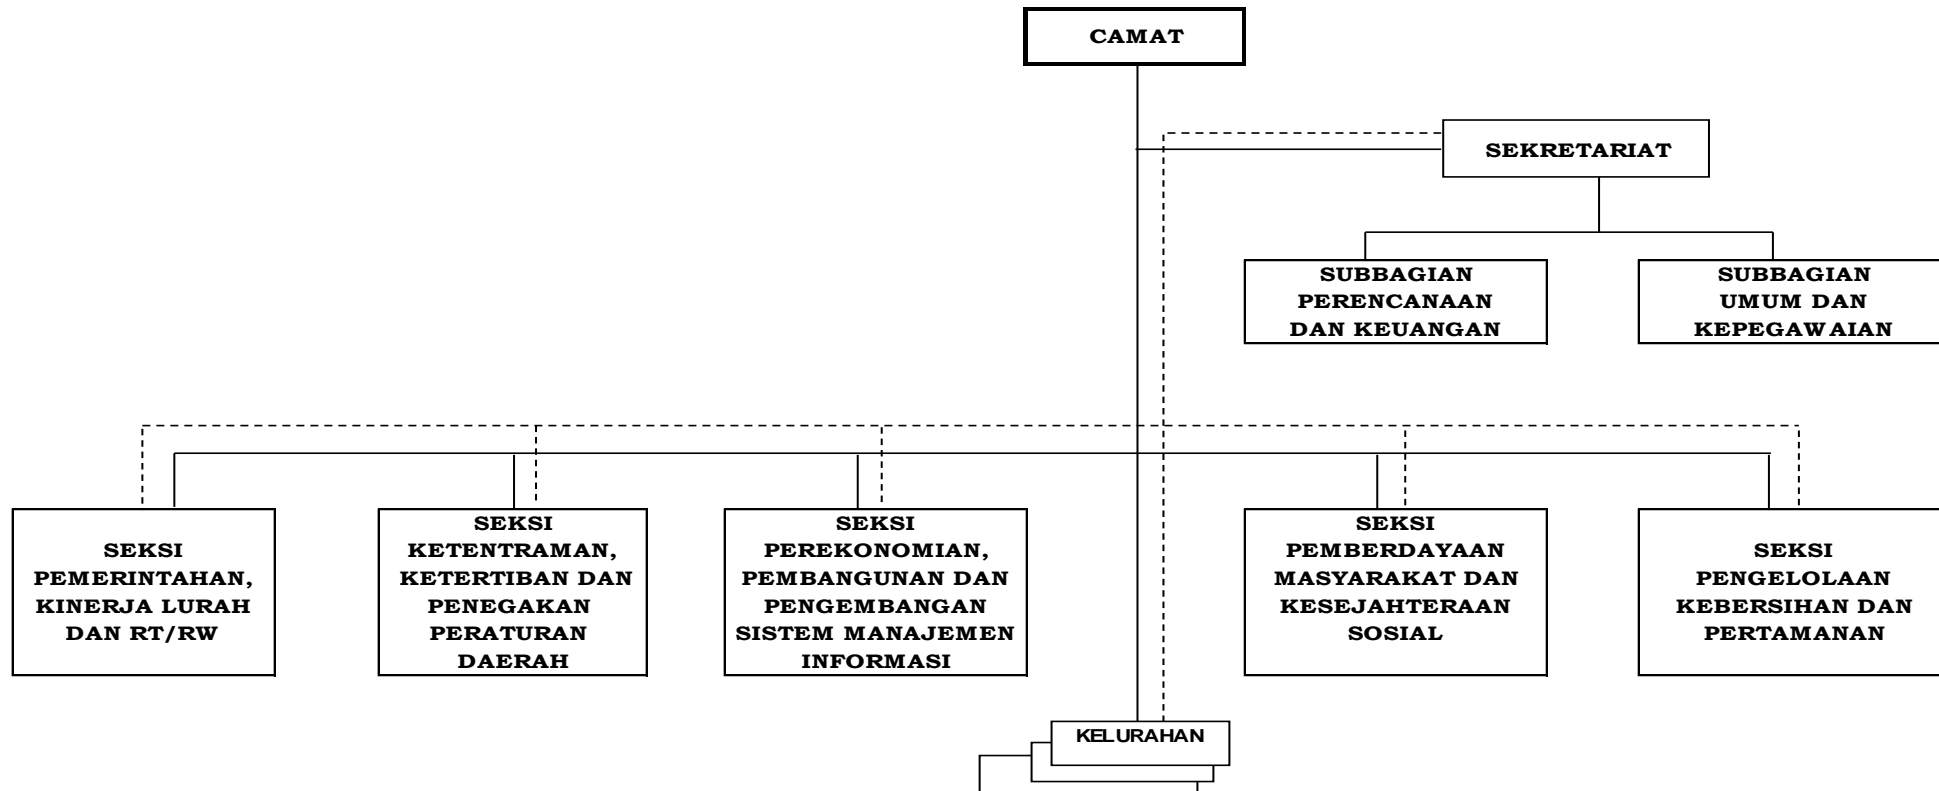 CAMAT
SEKRETARIAT
SUBBAGIAN
PERENCANAAN
DAN KEUANGAN
SUBBAGIAN
UMUM DAN
KEPEGAWAIAN
SEKSI
PEMERINTAHAN,
KINERJA LURAH
DAN RT/RW
SEKSI
KETENTRAMAN,
KETERTIBAN DAN
PENEGAKAN
PERATURAN
DAERAH
SEKSI
PEREKONOMIAN,
PEMBANGUNAN DAN
PENGEMBANGAN
SISTEM MANAJEMEN
INFORMASI
SEKSI
PEMBERDAYAAN
MASYARAKAT DAN
KESEJAHTERAAN
SOSIAL
SEKSI
PENGELOLAAN
KEBERSIHAN DAN
PERTAMANAN
KELURAHAN